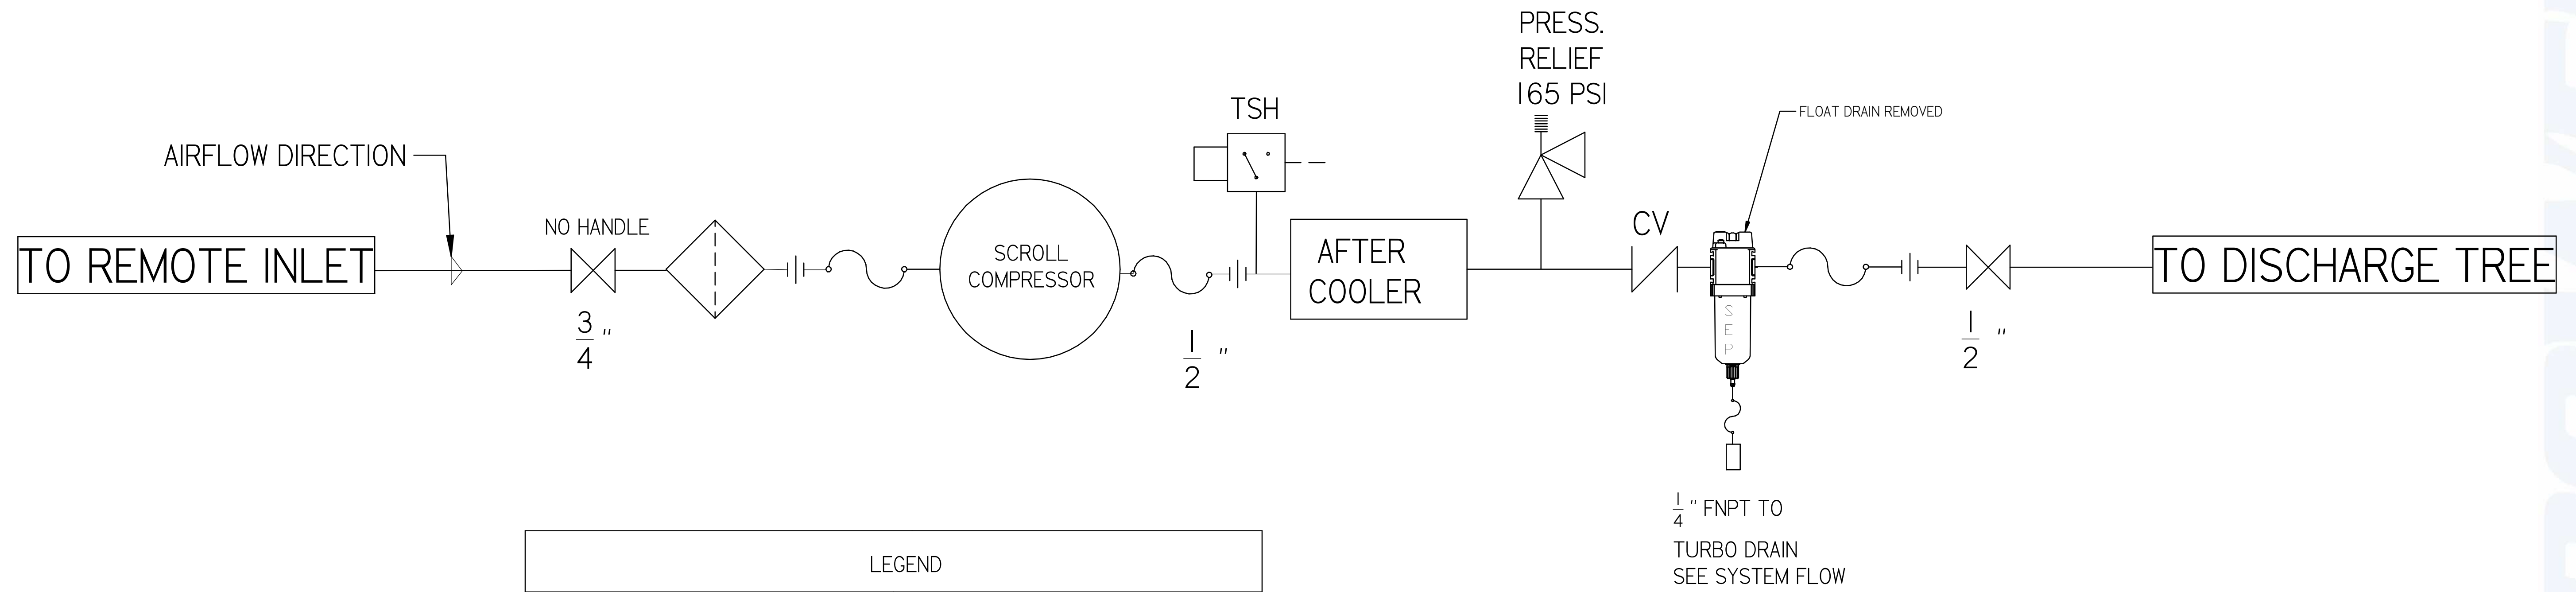 PRESS.
RELIEF
165 PSI
TSH
FLOAT DRAIN REMOVED
AIRFLOW DIRECTION
NO HANDLE
CV
TO REMOTE INLET
SCROLL
COMPRESSOR
AFTER
COOLER
TO DISCHARGE TREE
S
E
P
3/4 "
1/2 "
1/2 "
1/4 " FNPT TO
TURBO DRAIN
SEE SYSTEM FLOW
LEGEND